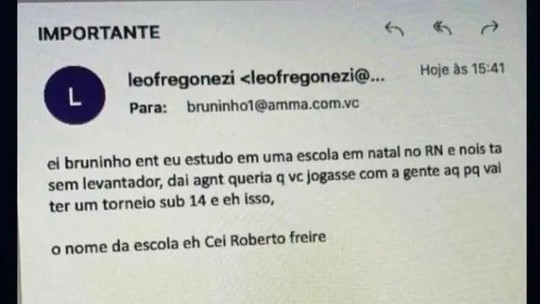 IMPORTANTE
L
leofregonezi <leofregonezi@...
Hoje às 15:41
Para: bruninho1@amma.com.vc
ei bruninho ent eu estudo em uma escola em natal no RN e nois ta
sem levantador, dai agnt queria q vc jogasse com a gente aq pq vai
ter um torneio sub 14 e eh isso,
o nome da escola eh Cei Roberto freire